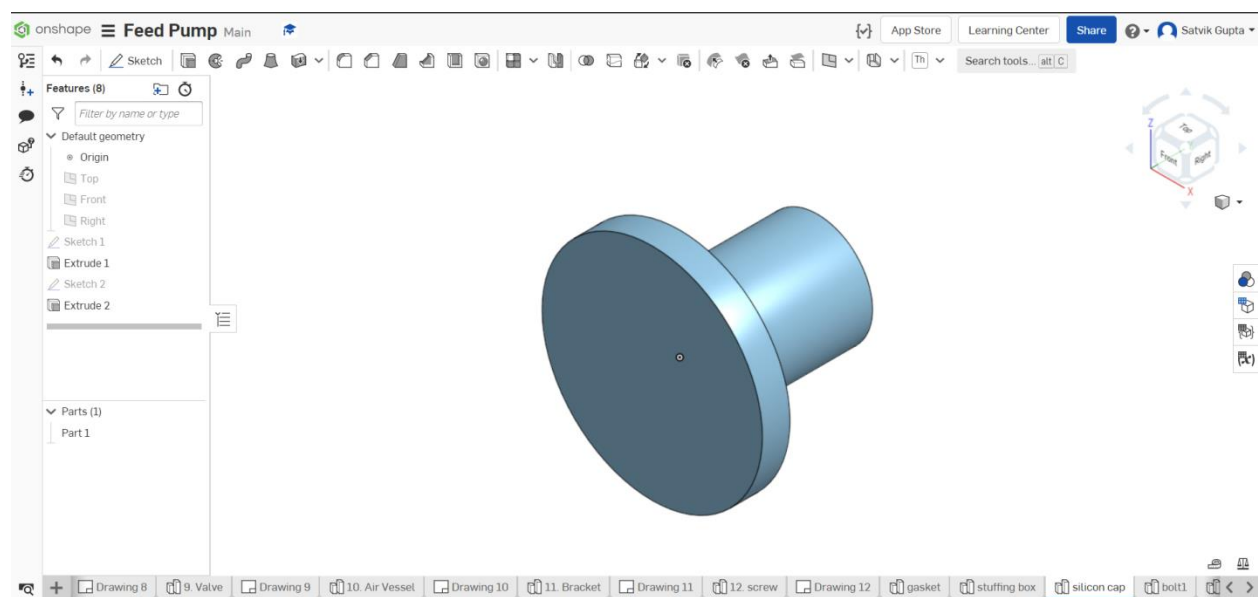 onshape Feed Pump Main App Store Learning Center Share Satvik Gupta
Sketch Th Search tools... alt C
Features (8)
Filter by name or type
Default geometry
Origin
Top
Front
Right
Sketch 1
Extrude 1
Sketch 2
Extrude 2
Parts (1)
Part 1
Z
Top
Front Right
X
(x)
Drawing 8 9. Valve Drawing 9 10. Air Vessel Drawing 10 11. Bracket Drawing 11 12. screw Drawing 12 gasket stuffing box silicon cap bolt1